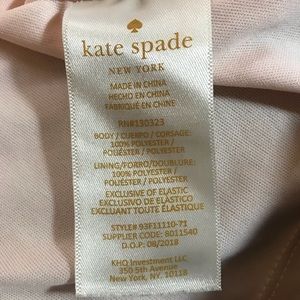 kate spade
NEW YORK
MADE IN CHINA
HECHO EN CHINA
FABRIQUÉ EN CHINE
RN#130323
BODY / CUERPO / CORSAGE:
100% POLYESTER /
POLIÉSTER / POLYESTER
LINING/FORRO/DOUBLURE:
100% POLYESTER /
POLIÉSTER / POLYESTER
EXCLUSIVE OF ELASTIC
EXCLUSIVO DE ELÁSTICO
EXCLUANT TOUTE ÉLASTIQUE
STYLE# 93F11110-71
SUPPLIER CODE: 8011540
D.O.P: 08/2018
KHQ Investment LLC
350 5th Avenue
New York, NY, 10118